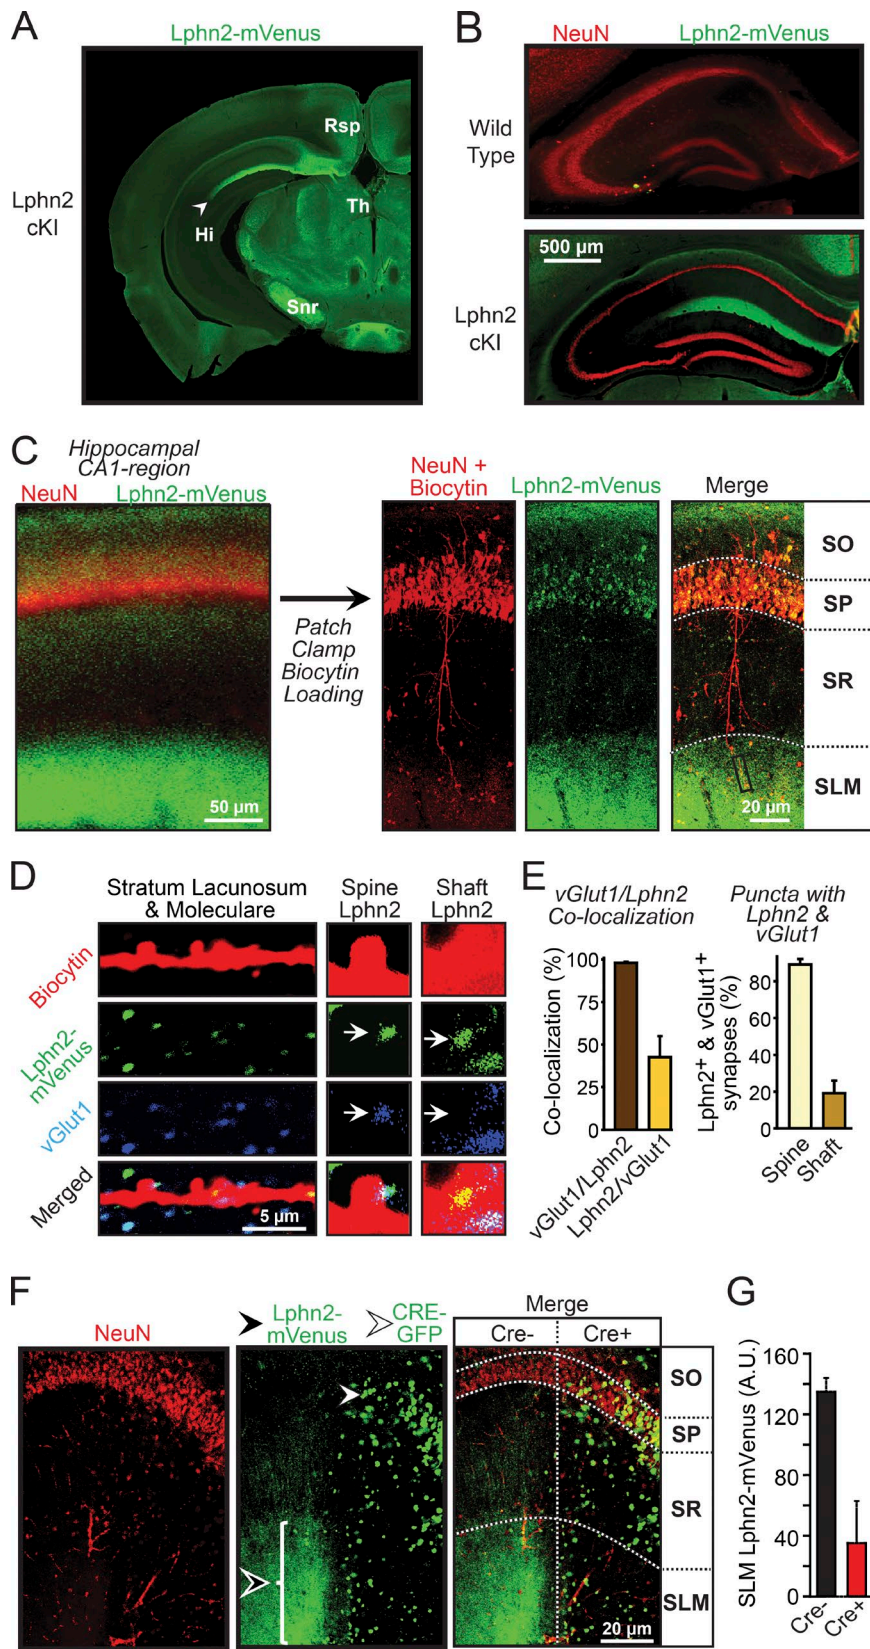 A
Lphn2-mVenus
Lphn2
cKI
Rsp
Th
Hi
Snr
B
NeuN Lphn2-mVenus
Wild
Type
500 µm
Lphn2
cKI
C
Hippocampal
CA1-region
NeuN Lphn2-mVenus
50 µm
Patch
Clamp
Biocytin
Loading
NeuN +
Biocytin
Lphn2-mVenus
Merge
SO
SP
SR
SLM
20 µm
D
Stratum Lacunosum
& Moleculare
Spine
Lphn2
Shaft
Lphn2
Biocytin
Lphn2-
mVenus
vGlut1
Merged
5 µm
E
vGlut1/Lphn2
Co-localization
Co-localization (%)
100
75
50
25
0
vGlut1/Lphn2
Lphn2/vGlut1
Puncta with
Lphn2 &
vGlut1
Lphn2+ & vGlut1+
synapses (%)
80
60
40
20
0
Spine
Shaft
F
NeuN
Lphn2-
mVenus
CRE-
GFP
Merge
Cre- Cre+
SO
SP
SR
SLM
20 µm
G
SLM Lphn2-mVenus (A.U.)
160
120
80
40
0
Cre-
Cre+